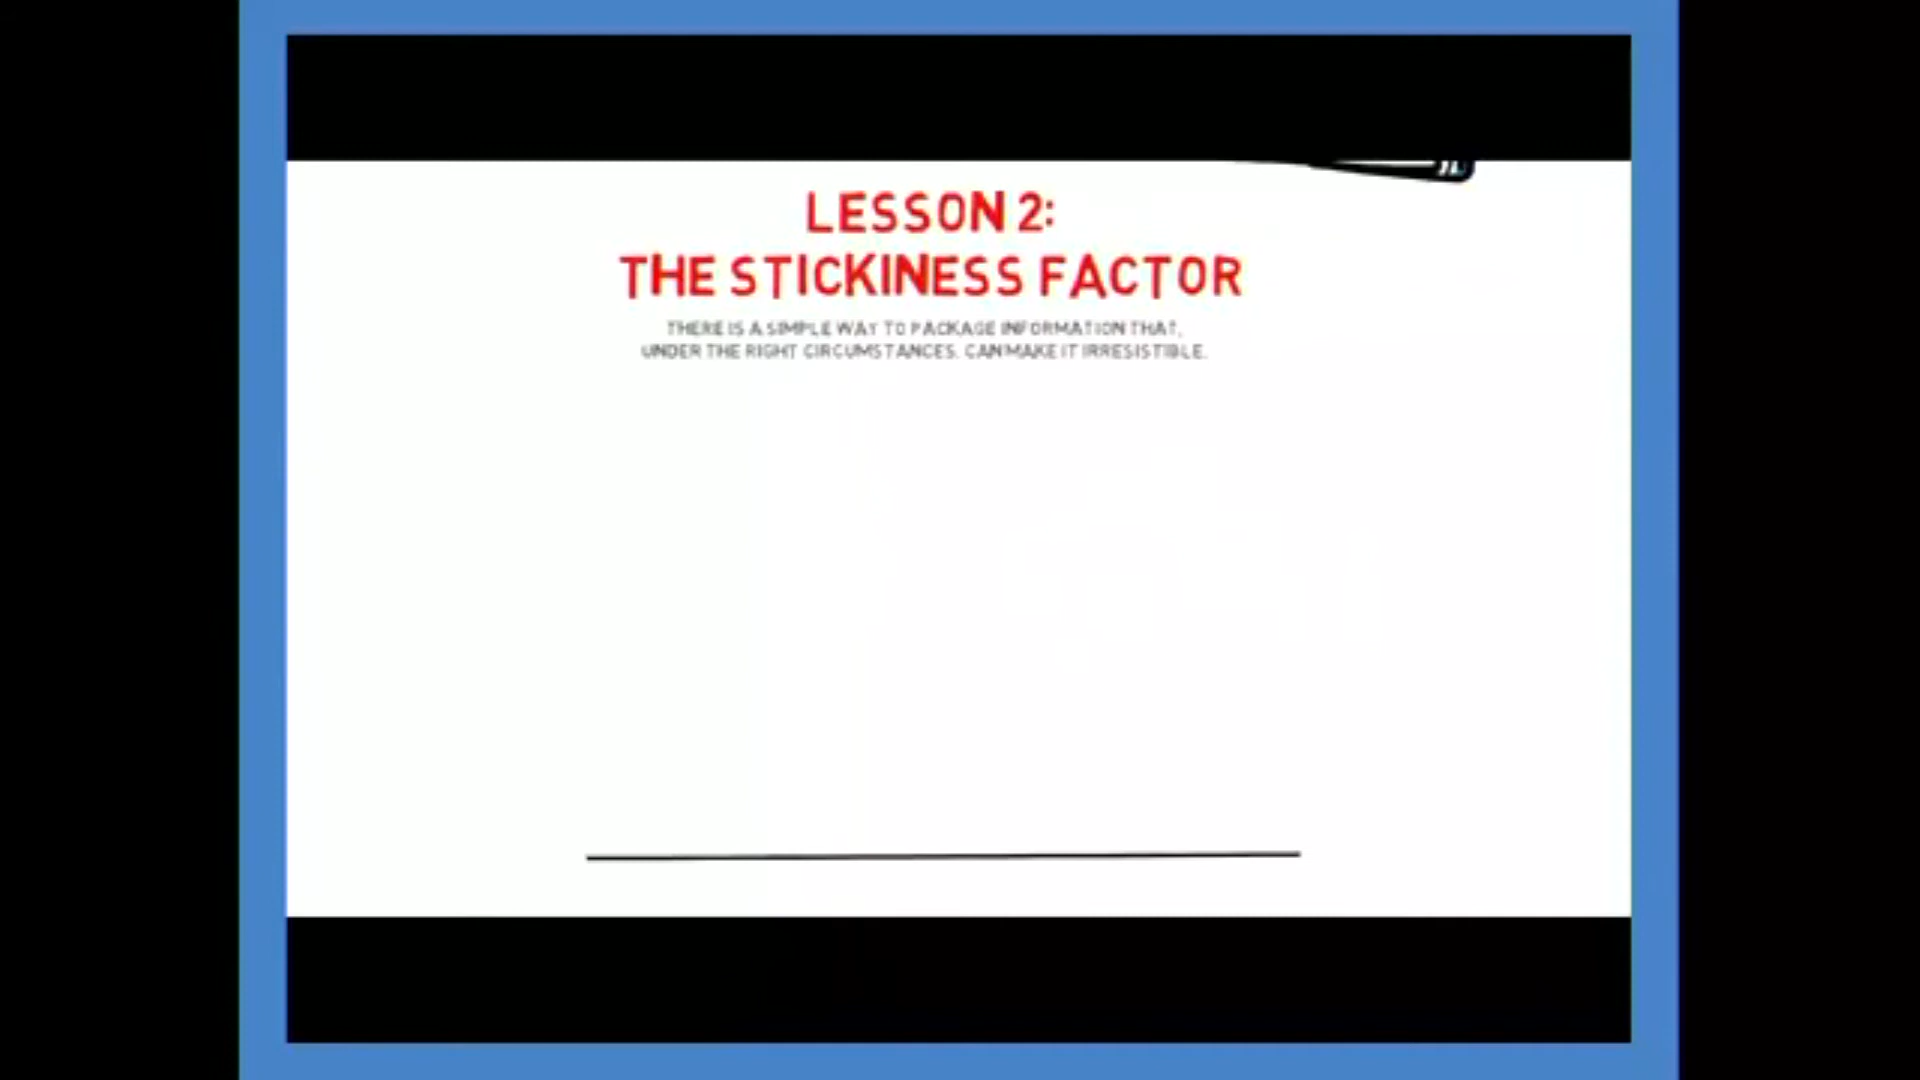 LESSON 2:
THE STICKINESS FACTOR
THERE IS A SIMPLE WAY TO PACKAGE INFORMATION THAT,
UNDER THE RIGHT CIRCUMSTANCES, CAN MAKE IT IRRESISTIBLE.